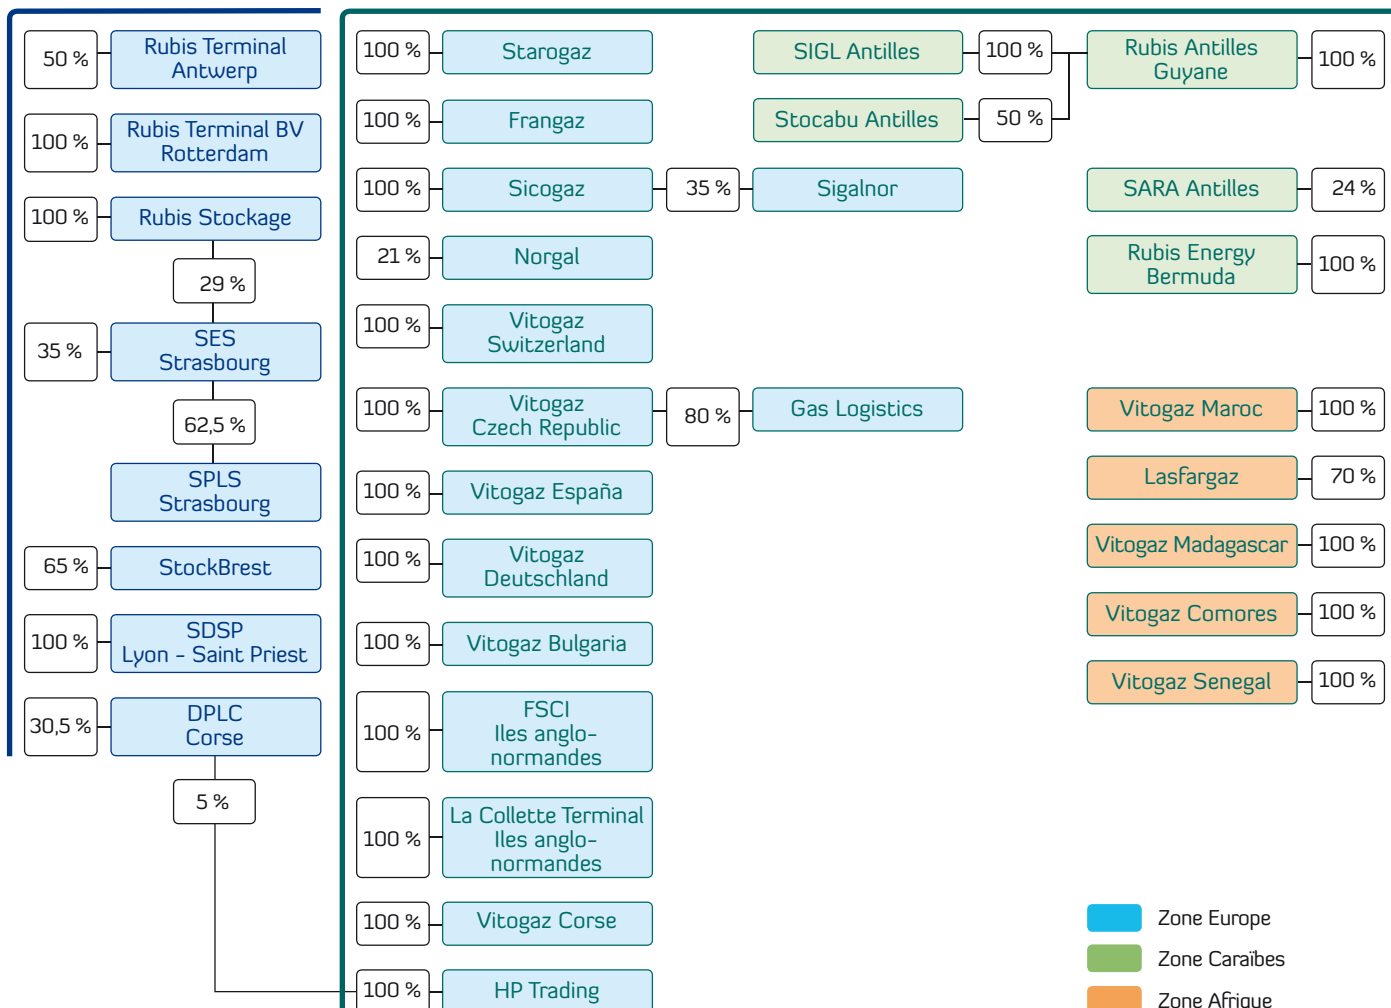 50 %
Rubis Terminal
Antwerp
100 %
Rubis Terminal BV
Rotterdam
100 %
Rubis Stockage
29 %
35 %
SES
Strasbourg
62,5 %
SPLS
Strasbourg
65 %
StockBrest
100 %
SDSP
Lyon - Saint Priest
30,5 %
DPLC
Corse
5 %
100 %
Starogaz
100 %
Frangaz
100 %
Sicogaz
35 %
Sigalnor
21 %
Norgal
100 %
Vitogaz
Switzerland
100 %
Vitogaz
Czech Republic
80 %
Gas Logistics
100 %
Vitogaz España
100 %
Vitogaz
Deutschland
100 %
Vitogaz Bulgaria
100 %
FSCI
Iles anglo-
normandes
100 %
La Collette Terminal
Iles anglo-
normandes
100 %
Vitogaz Corse
100 %
HP Trading
SIGL Antilles
100 %
Stocabu Antilles
50 %
Rubis Antilles
Guyane
100 %
SARA Antilles
24 %
Rubis Energy
Bermuda
100 %
Vitogaz Maroc
100 %
Lasfargaz
70 %
Vitogaz Madagascar
100 %
Vitogaz Comores
100 %
Vitogaz Senegal
100 %
Zone Europe
Zone Caraïbes
Zone Afrique